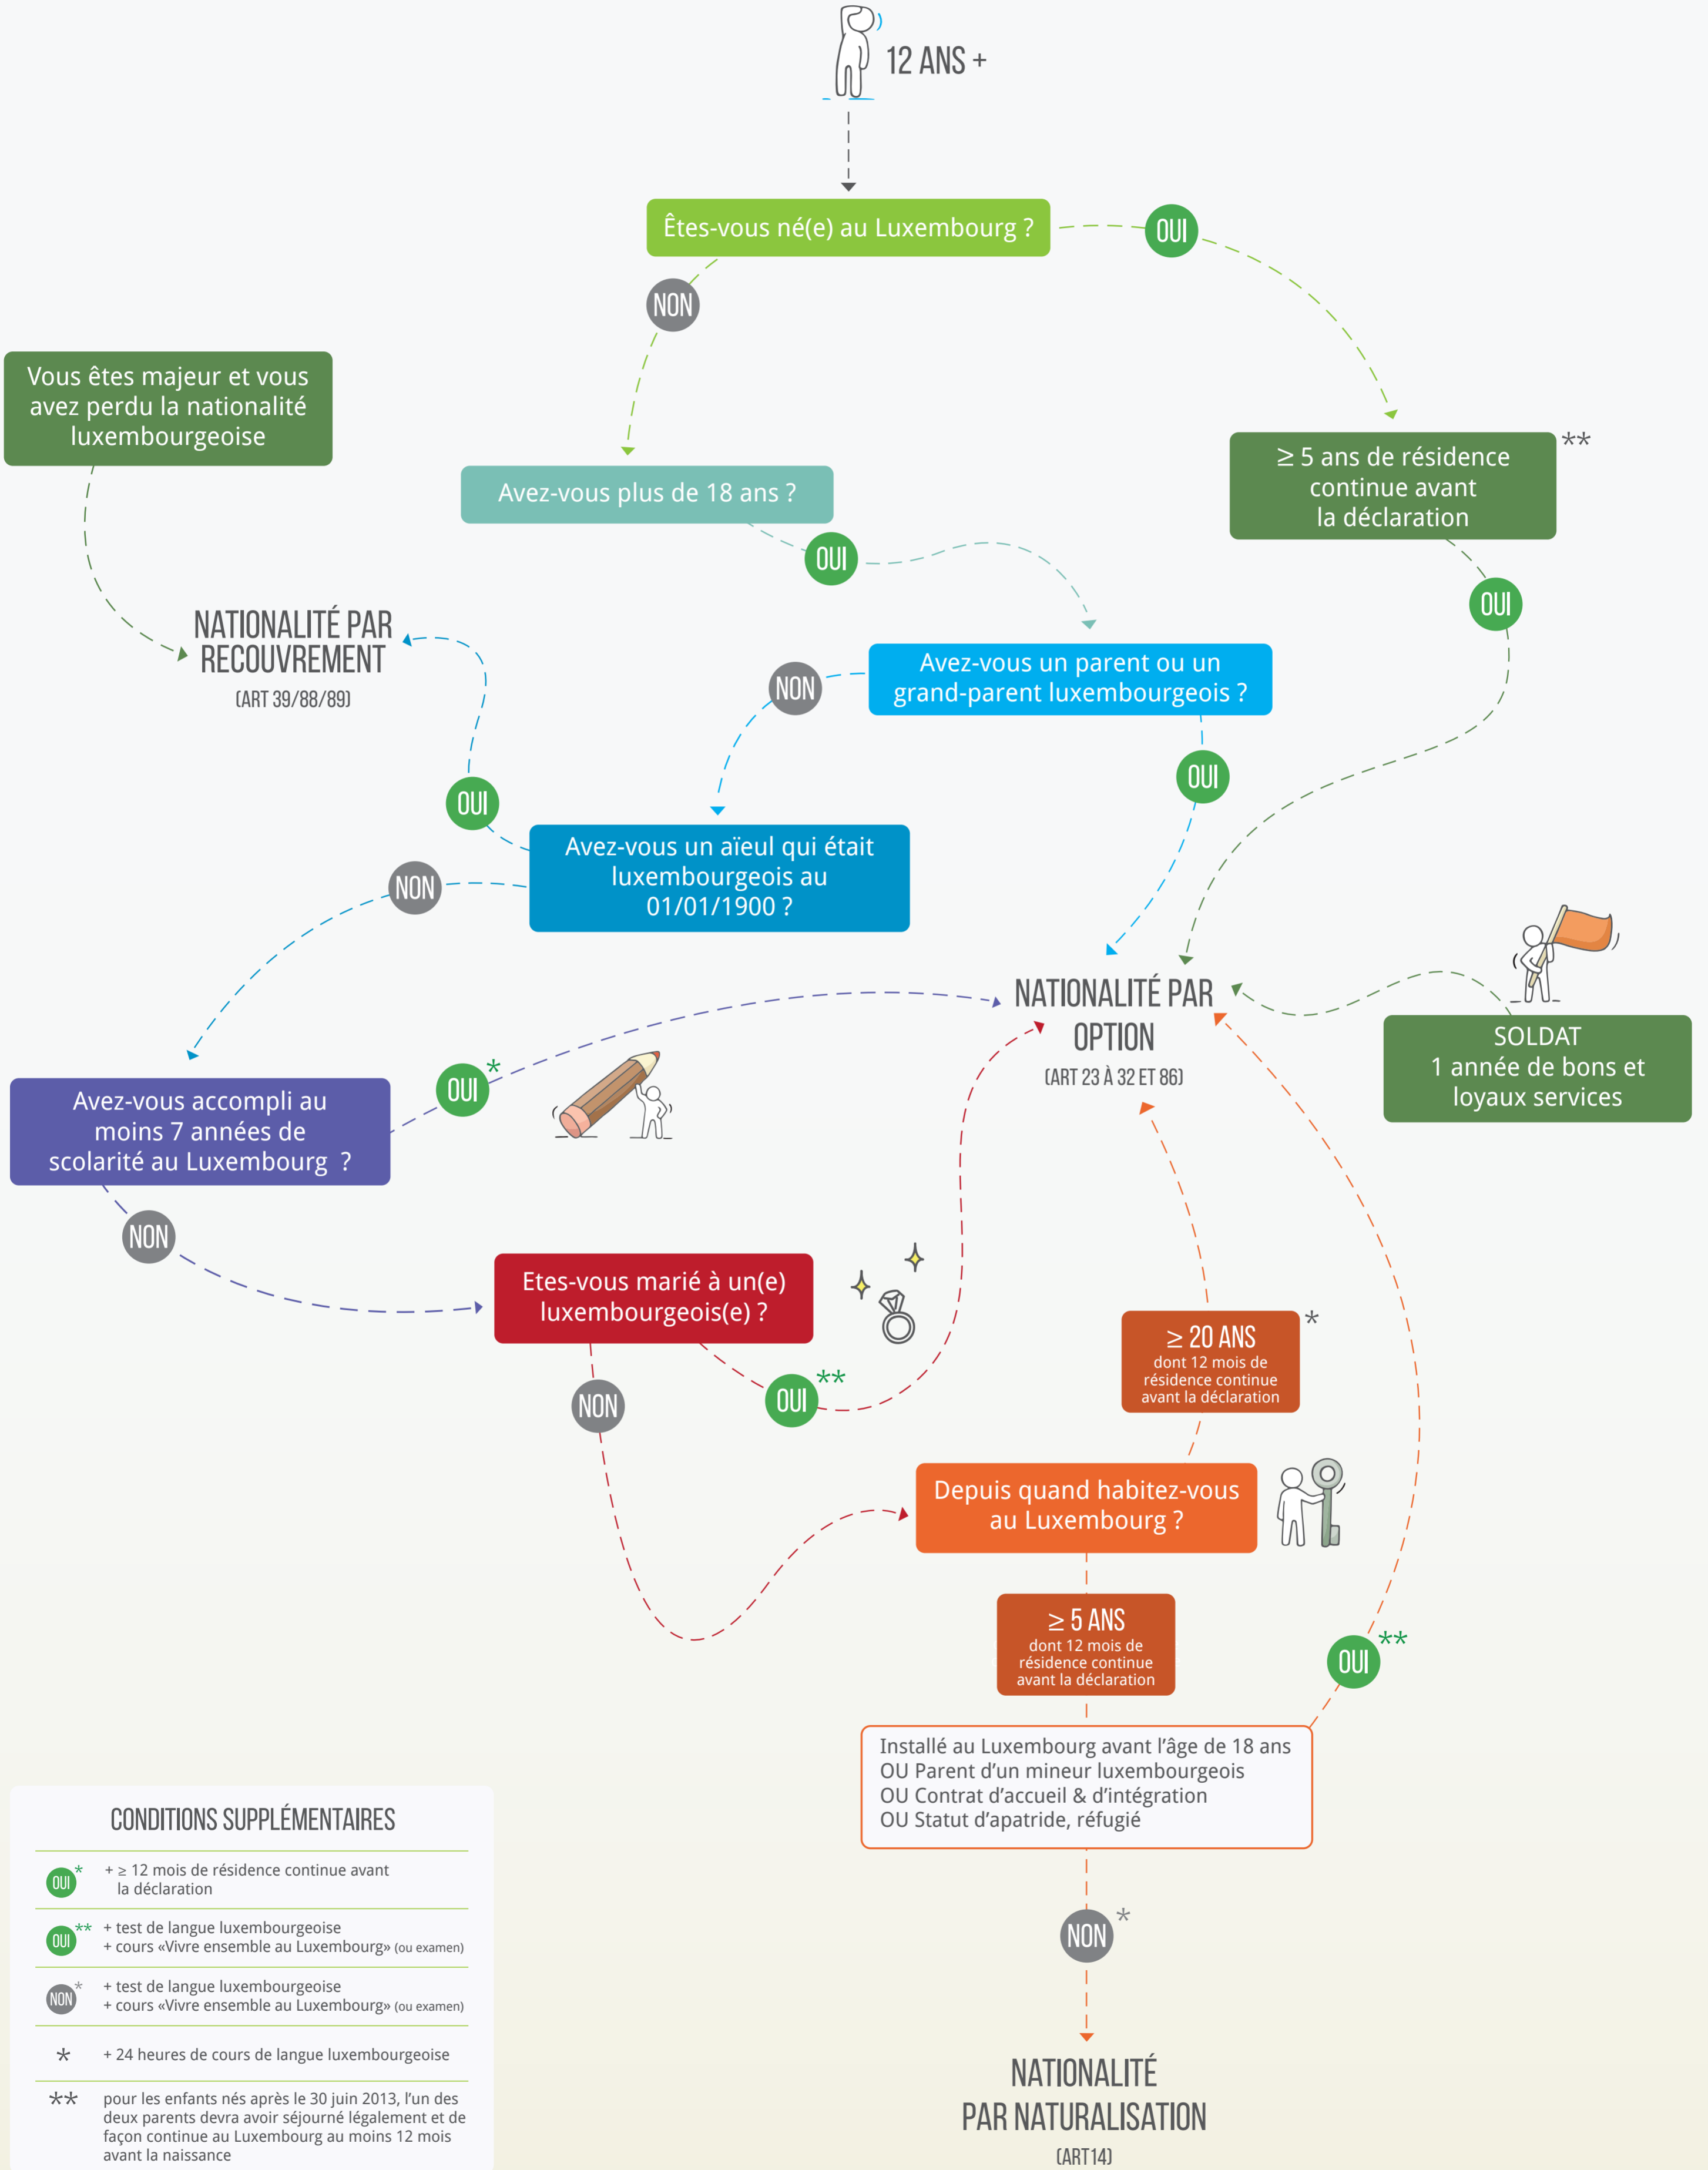 12 ANS +
Êtes-vous né(e) au Luxembourg ?
OUI
NON
Vous êtes majeur et vous
avez perdu la nationalité
luxembourgeoise
≥ 5 ans de résidence
continue avant
la déclaration
**
Avez-vous plus de 18 ans ?
OUI
OUI
NATIONALITÉ PAR
RECOUVREMENT
(ART 39/88/89)
Avez-vous un parent ou un
grand-parent luxembourgeois ?
NON
OUI
OUI
Avez-vous un aïeul qui était
luxembourgeois au
01/01/1900 ?
NON
NATIONALITÉ PAR
OPTION
(ART 23 À 32 ET 86)
SOLDAT
1 année de bons et
loyaux services
Avez-vous accompli au
moins 7 années de
scolarité au Luxembourg ?
OUI *
NON
Etes-vous marié à un(e)
luxembourgeois(e) ?
OUI **
NON
≥ 20 ANS *
dont 12 mois de
résidence continue
avant la déclaration
Depuis quand habitez-vous
au Luxembourg ?
≥ 5 ANS
dont 12 mois de
résidence continue
avant la déclaration
OUI **
Installé au Luxembourg avant l’âge de 18 ans
OU Parent d’un mineur luxembourgeois
OU Contrat d’accueil & d’intégration
OU Statut d’apatride, réfugié
NON *
NATIONALITÉ
PAR NATURALISATION
(ART14)
CONDITIONS SUPPLÉMENTAIRES
OUI * + ≥ 12 mois de résidence continue avant
la déclaration
OUI ** + test de langue luxembourgeoise
+ cours «Vivre ensemble au Luxembourg» (ou examen)
NON * + test de langue luxembourgeoise
+ cours «Vivre ensemble au Luxembourg» (ou examen)
* + 24 heures de cours de langue luxembourgeoise
** pour les enfants nés après le 30 juin 2013, l’un des
deux parents devra avoir séjourné légalement et de
façon continue au Luxembourg au moins 12 mois
avant la naissance